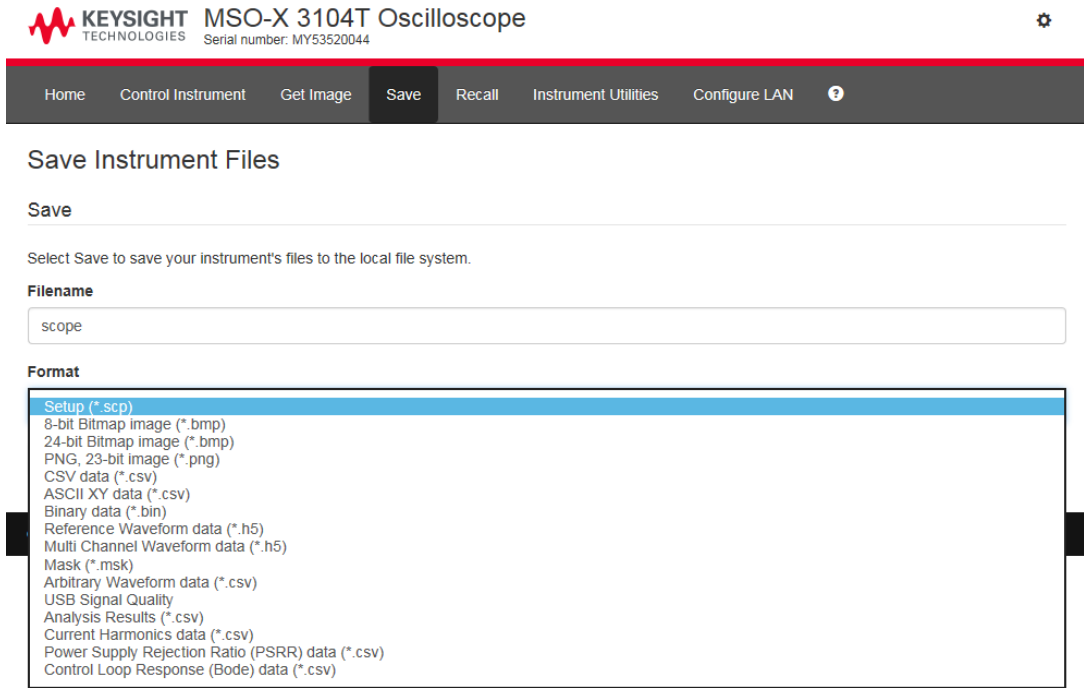 KEYSIGHT TECHNOLOGIES
MSO-X 3104T Oscilloscope
Serial number: MY53520044
Home Control Instrument Get Image Save Recall Instrument Utilities Configure LAN ?
Save Instrument Files
Save
Select Save to save your instrument's files to the local file system.
Filename
scope
Format
Setup (*.scp)
8-bit Bitmap image (*.bmp)
24-bit Bitmap image (*.bmp)
PNG, 23-bit image (*.png)
CSV data (*.csv)
ASCII XY data (*.csv)
Binary data (*.bin)
Reference Waveform data (*.h5)
Multi Channel Waveform data (*.h5)
Mask (*.msk)
Arbitrary Waveform data (*.csv)
USB Signal Quality
Analysis Results (*.csv)
Current Harmonics data (*.csv)
Power Supply Rejection Ratio (PSRR) data (*.csv)
Control Loop Response (Bode) data (*.csv)